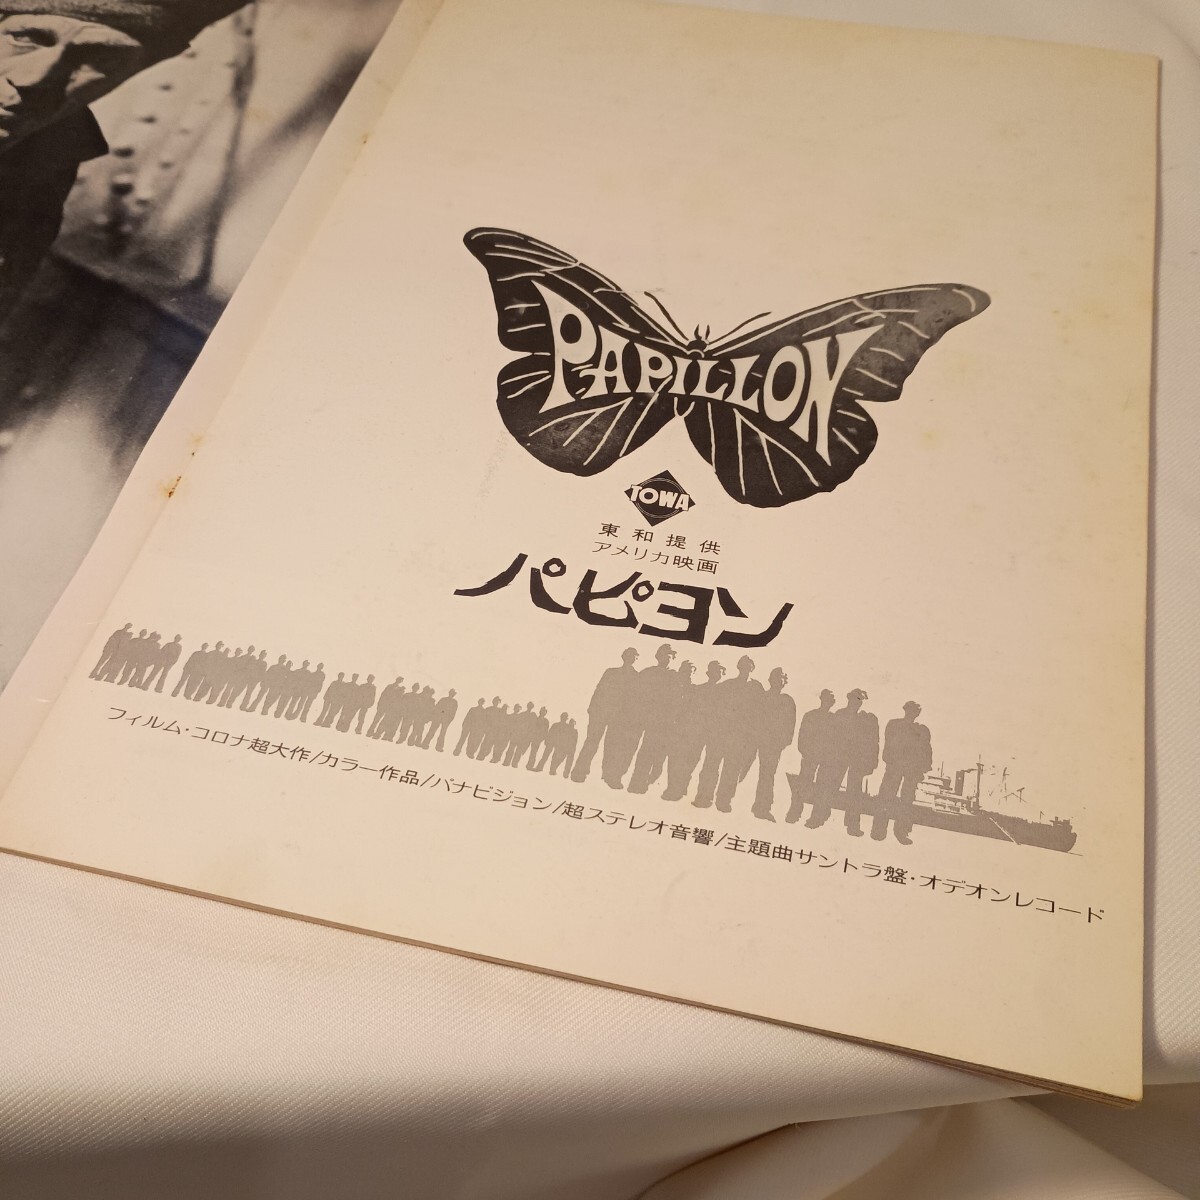 PAPILLON
TOWA
東和提供
アメリカ映画
パピヨン
フィルム・コロナ超大作/カラー作品/パナビジョン/超ステレオ音響/主題曲サントラ盤・オデオンレコード